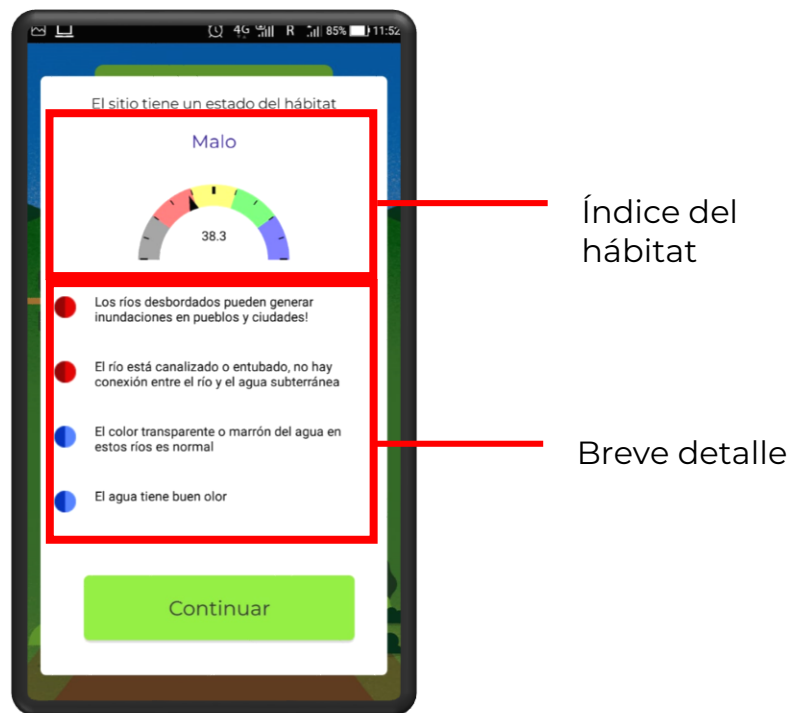 4G R 85% 11:52
El sitio tiene un estado del hábitat
Malo
38.3
Los ríos desbordados pueden generar
inundaciones en pueblos y ciudades!
El río está canalizado o entubado, no hay
conexión entre el río y el agua subterránea
El color transparente o marrón del agua en
estos ríos es normal
El agua tiene buen olor
Continuar
Índice del
hábitat
Breve detalle